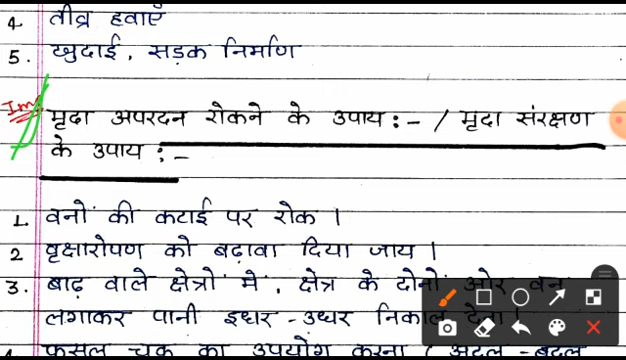 4. तीव्र हवाएँ
5. खुदाई, सड़क निर्माण
Imp मृदा अपरदन रोकने के उपाय :- / मृदा संरक्षण
के उपाय :-
1. वनों की कटाई पर रोक ।
2 वृक्षारोपण को बढ़ावा दिया जाय ।
3. बाढ़ वाले क्षेत्रों में, क्षेत्र के दोनों ओर वन
लगाकर पानी इधर-उधर निकाल देना ।
4. फसल चक्र का उपयोग करना ( अदल-बदल